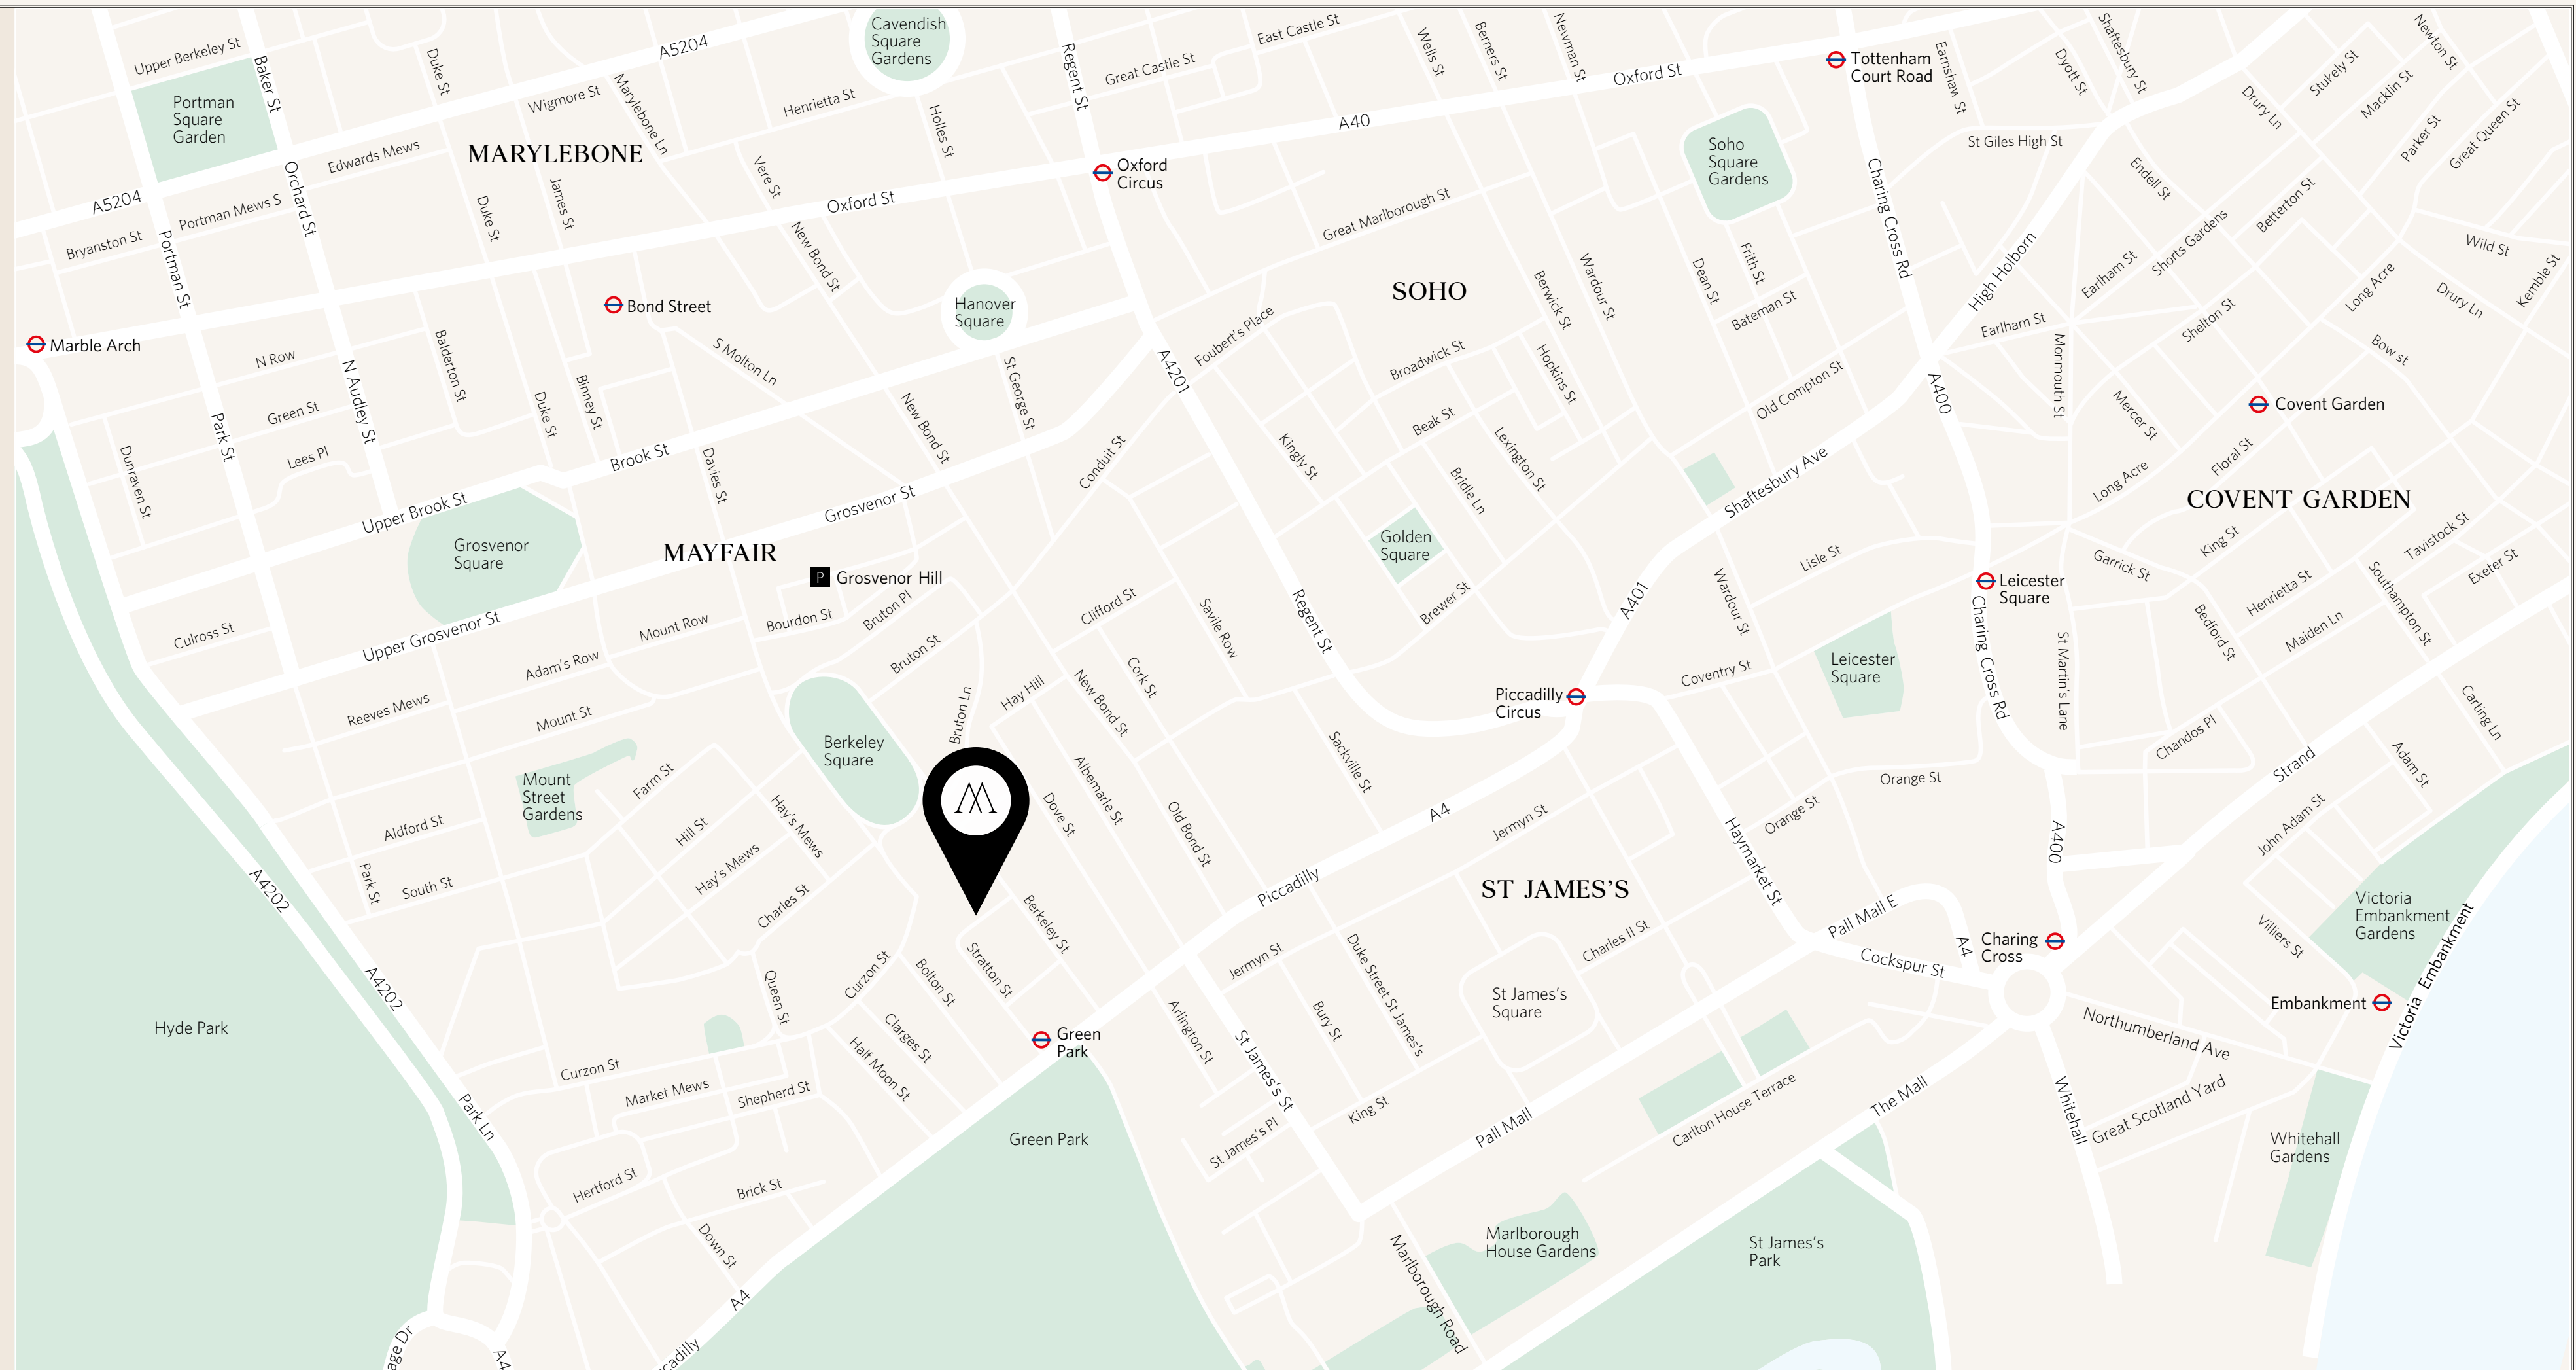 Upper Berkeley St
Baker St
Duke St
A5204
Cavendish
Square
Gardens
Regent St
Great Castle St
East Castle St
Wells St
Berners St
Newman St
Oxford St
Tottenham
Court Road
Earnshaw St
Dyott St
Shaftesbury St
Newton St
Stukely St
Macklin St
Drury Ln
Parker St
Great Queen St
Portman
Square
Garden
Wigmore St
Marylebone Ln
Henrietta St
Holles St
A40
Soho
Square
Gardens
St Giles High St
Endell St
Edwards Mews
MARYLEBONE
Vere St
Oxford
Circus
Charing Cross Rd
A5204
Portman Mews S
Orchard St
Duke St
James St
Oxford St
Great Marlborough St
Betterton St
Shorts Gardens
Wild St
Bryanston St
Portman St
New Bond St
Wardour St
Dean St
Frith St
High Holborn
Earlham St
Long Acre
Drury Ln
Kemble St
Bond Street
Hanover
Square
SOHO
Berwick St
Bateman St
Earlham St
Shelton St
Marble Arch
N Row
Balderton St
S Molton Ln
Foubert's Place
A4201
Broadwick St
Hopkins St
Monmouth St
Bow st
N Audley St
Green St
Duke St
Binney St
St George St
New Bond St
Old Compton St
A400
Mercer St
Covent Garden
Park St
Lees Pl
Beak St
Dunraven St
Brook St
Davies St
Conduit St
Kingly St
Bridle Ln
Lexington St
Shaftesbury Ave
Long Acre
Floral St
COVENT GARDEN
Upper Brook St
Grosvenor St
Grosvenor
Square
MAYFAIR
P
Grosvenor Hill
Golden
Square
Lisle St
Garrick St
King St
Tavistock St
Exeter St
Culross St
Upper Grosvenor St
Mount Row
Bourdon St
Bruton Pl
Clifford St
Savile Row
Regent St
Brewer St
A401
Wardour St
Leicester
Square
Henrietta St
Southampton St
Bedford St
Maiden Ln
Adam's Row
Bruton St
Reeves Mews
Mount St
Hay Hill
Cork St
New Bond St
Bruton Ln
Piccadilly
Circus
Coventry St
Leicester
Square
Charing Cross Rd
St Martin's Lane
Carting Ln
Chandos Pl
Strand
Adam St
Berkeley
Square
Mount
Street
Gardens
Farm St
Hay's Mews
Dove St
Albemarle St
Sackville St
Orange St
Aldford St
Hill St
Hay's Mews
Old Bond St
A4
Jermyn St
Orange St
John Adam St
A400
Haymarket St
Park St
South St
A4202
Charles St
Berkeley St
Piccadilly
ST JAMES'S
Pall Mall E
Victoria
Embankment
Gardens
Curzon St
Bolton St
Stratton St
Jermyn St
Duke Street St James's
Charles II St
Cockspur St
A4
Charing
Cross
Villiers St
A4202
Queen St
St James's
Square
Embankment
Victoria Embankment
Hyde Park
Clarges St
Half Moon St
Green
Park
Arlington St
Bury St
St James's St
Northumberland Ave
Curzon St
Market Mews
Shepherd St
Park Ln
King St
Pall Mall
Carlton House Terrace
The Mall
Whitehall
Great Scotland Yard
Green Park
St James's Pl
Whitehall
Gardens
Hertford St
Brick St
Down St
Marlborough
House Gardens
St James's
Park
Marlborough Road
A4
age Dr
A4
cadilly